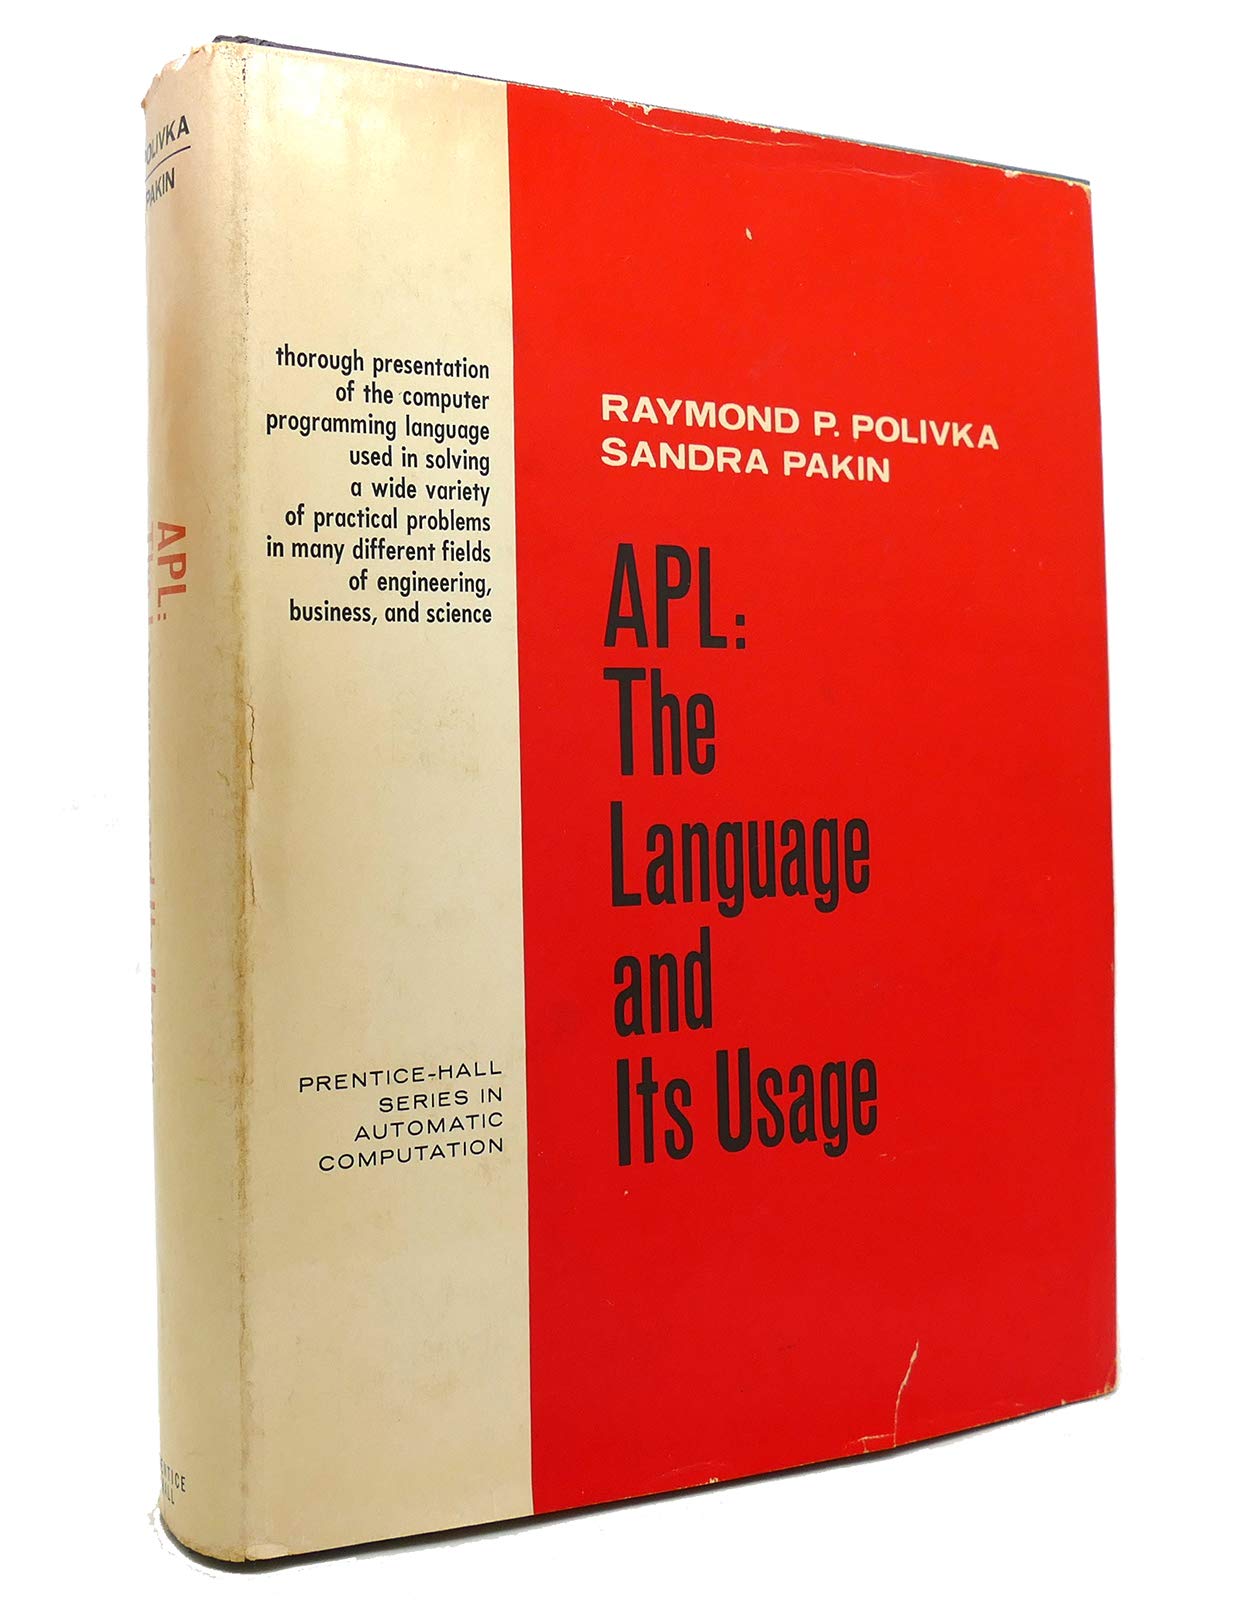 POLIVKA
PAKIN
APL:
thorough presentation
of the computer
programming language
used in solving
a wide variety
of practical problems
in many different fields
of engineering,
business, and science
PRENTICE-HALL
SERIES IN
AUTOMATIC
COMPUTATION
RAYMOND P. POLIVKA
SANDRA PAKIN
APL:
The
Language
and
Its Usage